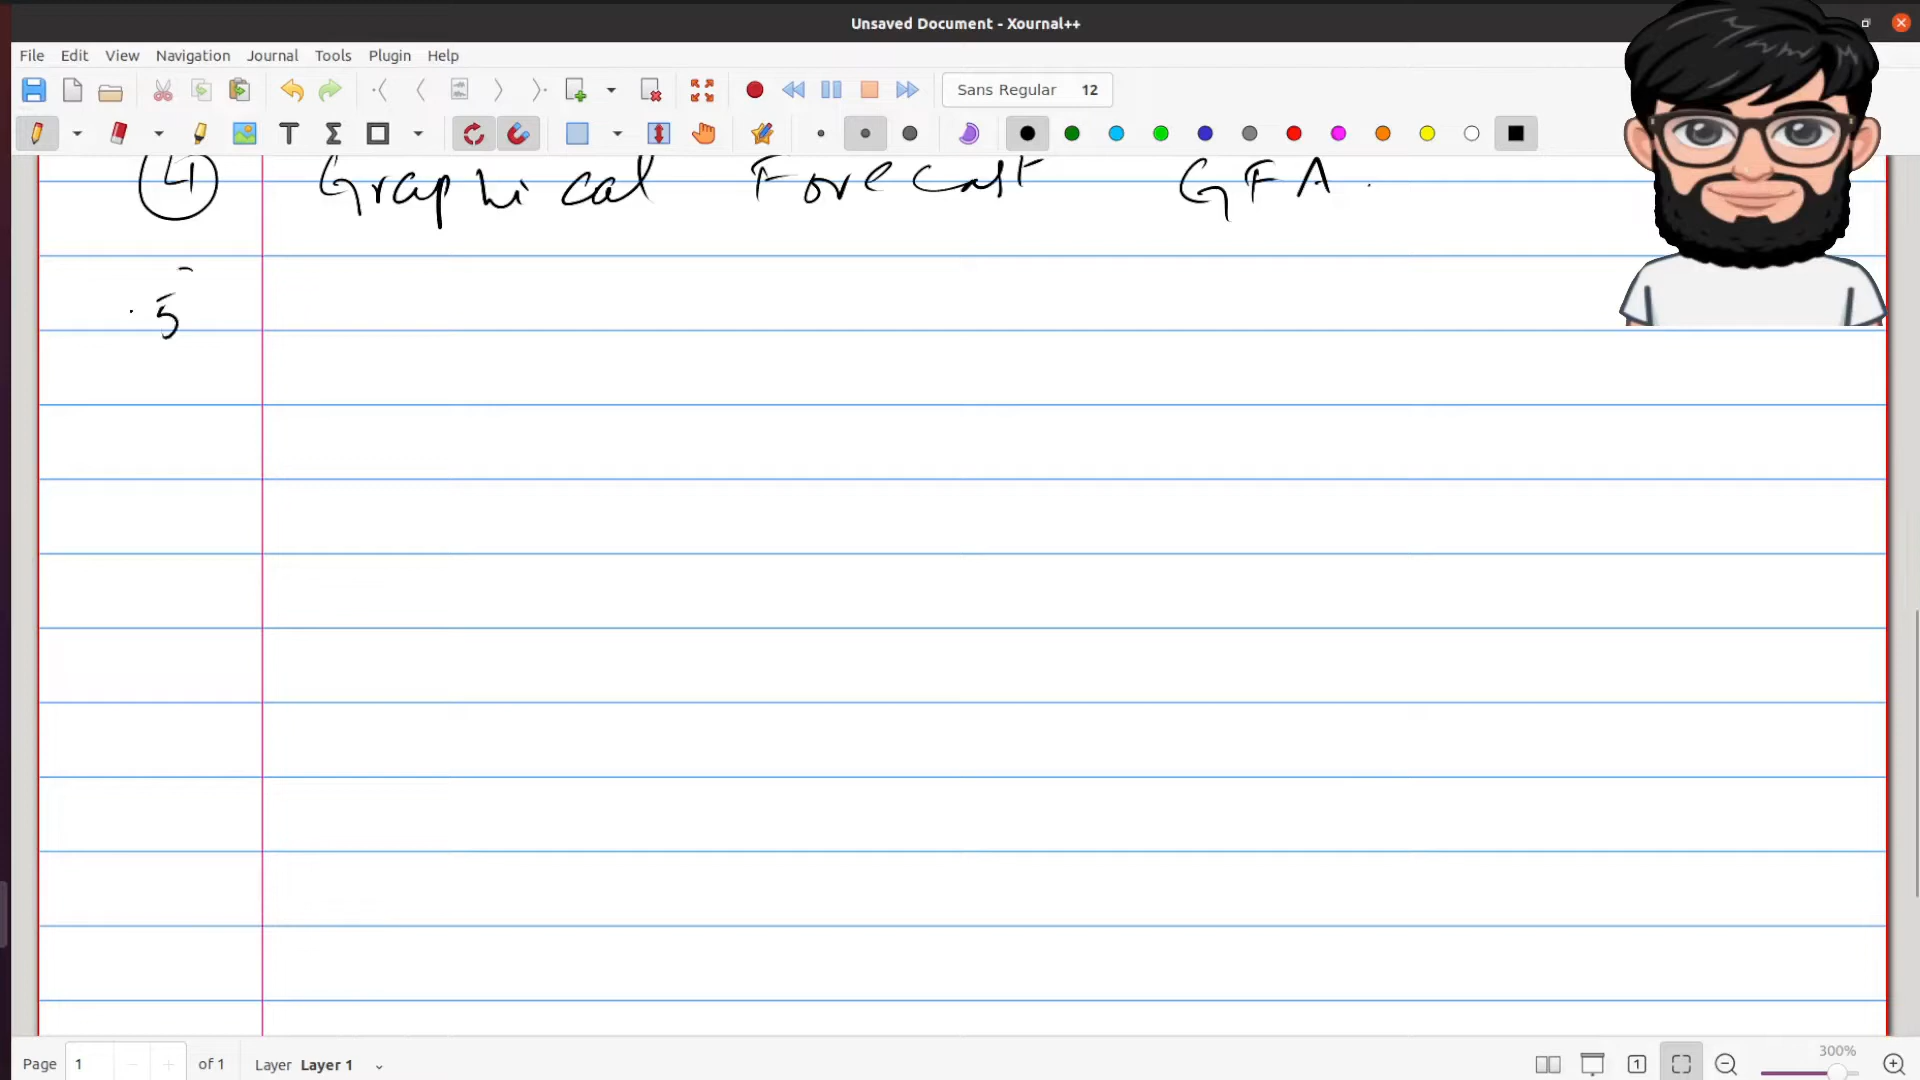 Unsaved Document - Xournal++
File Edit View Navigation Journal Tools Plugin Help
Sans Regular 12
4 Graphical Forecast GFA.
5
Page 1 of 1 Layer Layer 1 300%